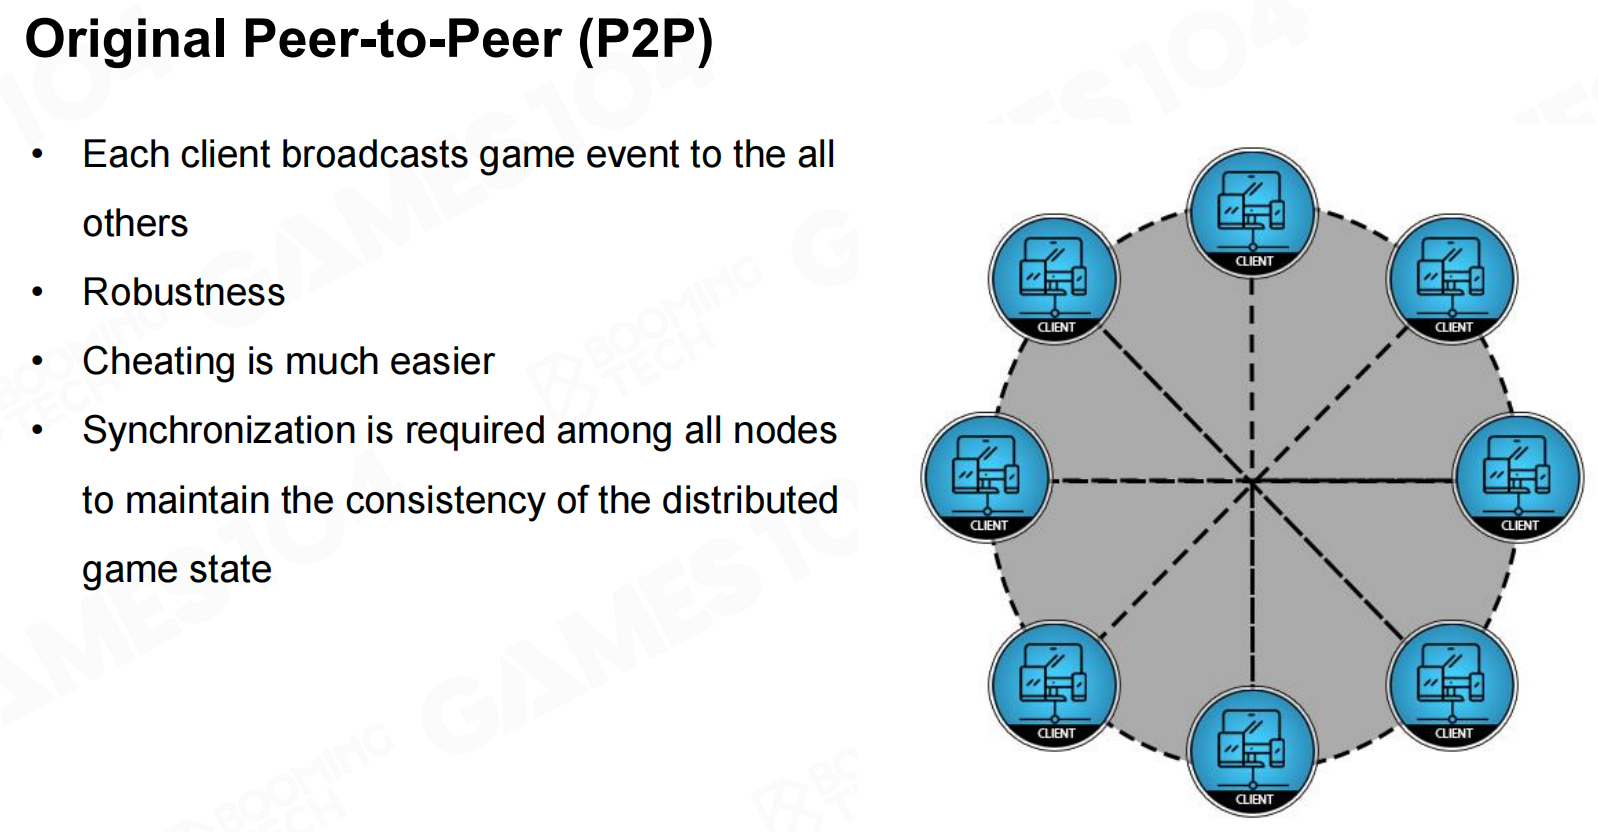 Original Peer-to-Peer (P2P)
• Each client broadcasts game event to the all
others
• Robustness
• Cheating is much easier
• Synchronization is required among all nodes
to maintain the consistency of the distributed
game state
CLIENT
CLIENT
CLIENT
CLIENT
CLIENT
CLIENT
CLIENT
CLIENT
GAMES104
BOOMING
TECH